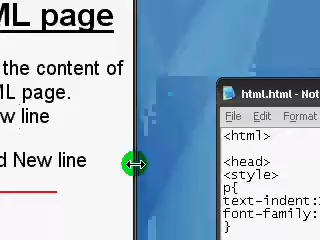 ML page
the content of
ML page.
w line
d New line
html.html - Not
File Edit Format
<html>
<head>
<style>
p{
text-indent:
font-family:
}